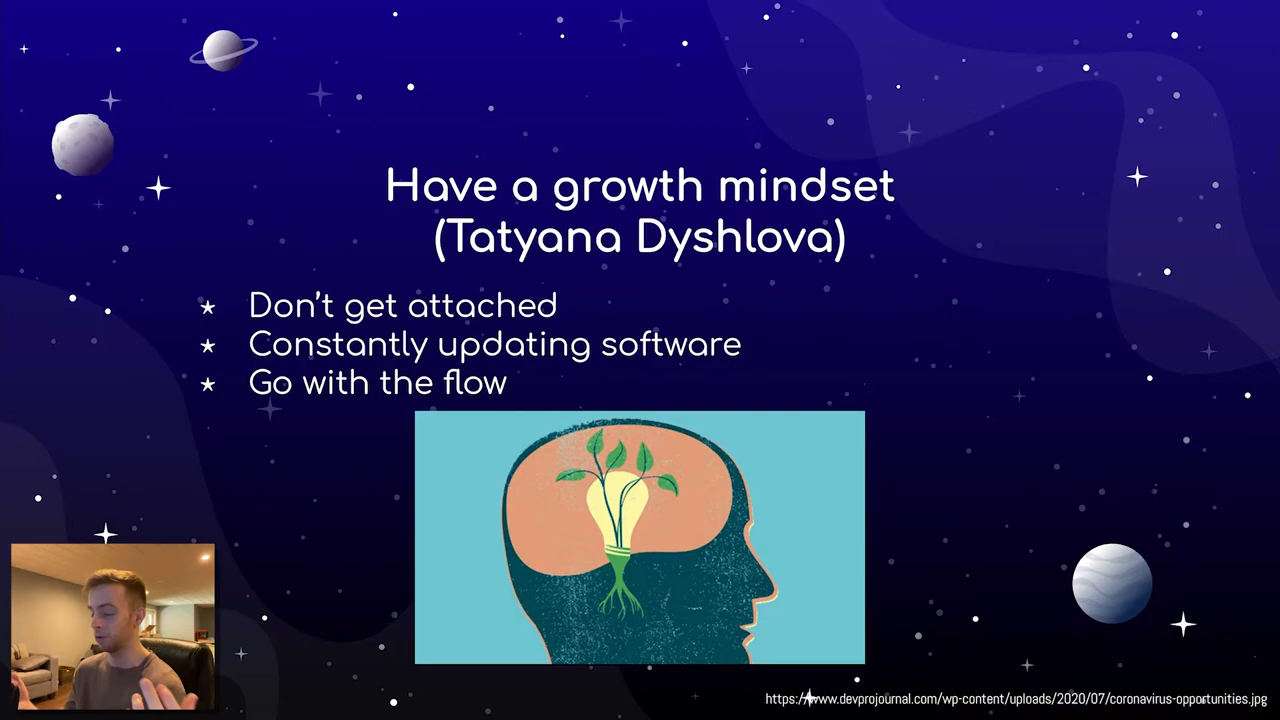 Have a growth mindset
(Tatyana Dyshlova)
Don't get attached
Constantly updating software
Go with the flow
https://www.devprojournal.com/wp-content/uploads/2020/07/coronavirus-opportunities.jpg